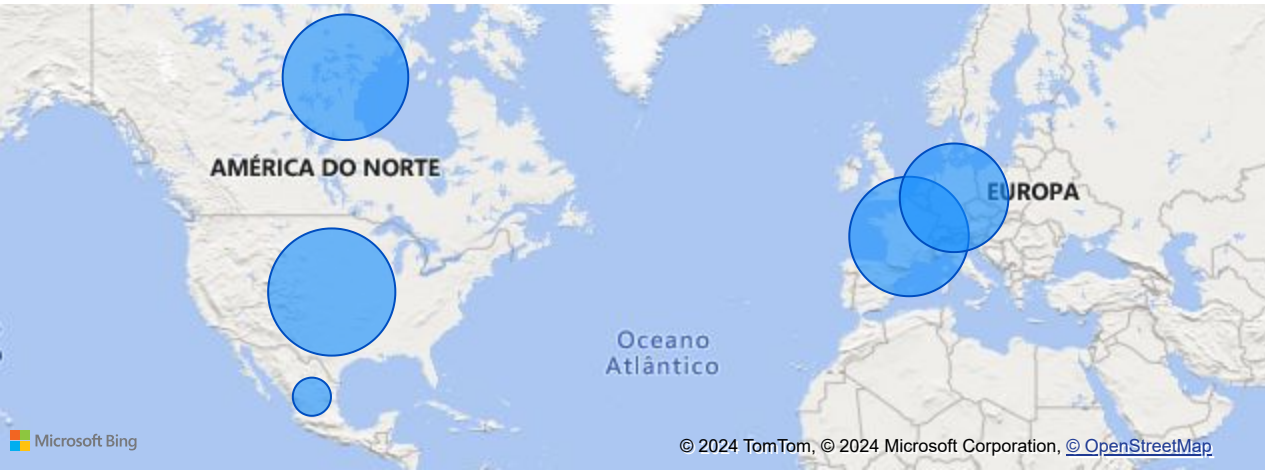 AMÉRICA DO NORTE
EUROPA
Oceano
Atlântico
Microsoft Bing
© 2024 TomTom, © 2024 Microsoft Corporation, © OpenStreetMap